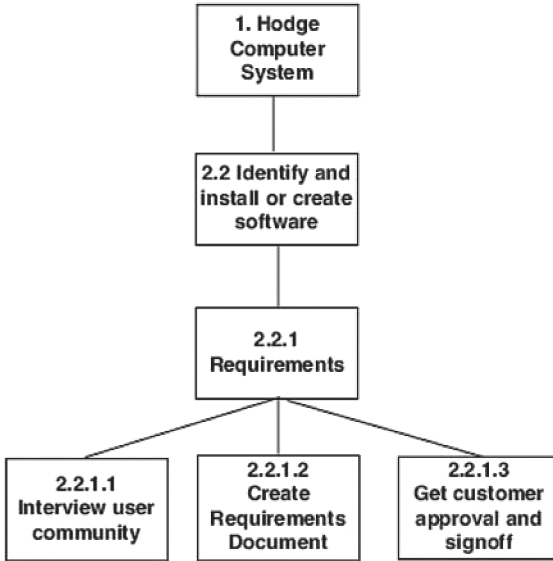 1. Hodge
Computer
System
2.2 Identify and
install or create
software
2.2.1
Requirements
2.2.1.1
Interview user
community
2.2.1.2
Create
Requirements
Document
2.2.1.3
Get customer
approval and
signoff